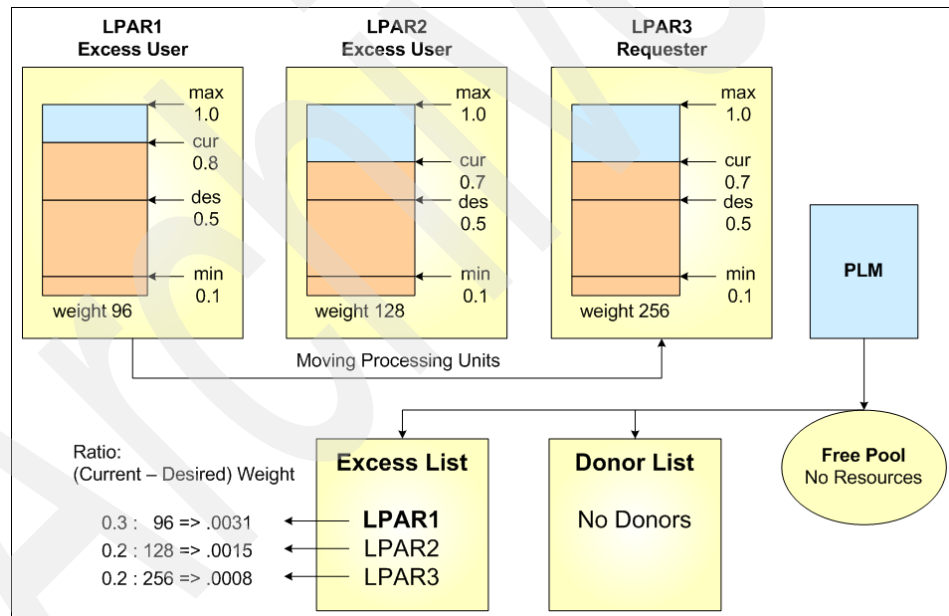 LPAR1
Excess User
LPAR2
Excess User
LPAR3
Requester
max
1.0
cur
0.8
des
0.5
min
0.1
weight 96
max
1.0
cur
0.7
des
0.5
min
0.1
weight 128
max
1.0
cur
0.7
des
0.5
min
0.1
weight 256
PLM
Moving Processing Units
Ratio:
(Current – Desired) Weight
0.3 : 96 => .0031
0.2 : 128 => .0015
0.2 : 256 => .0008
Excess List
LPAR1
LPAR2
LPAR3
Donor List
No Donors
Free Pool
No Resources